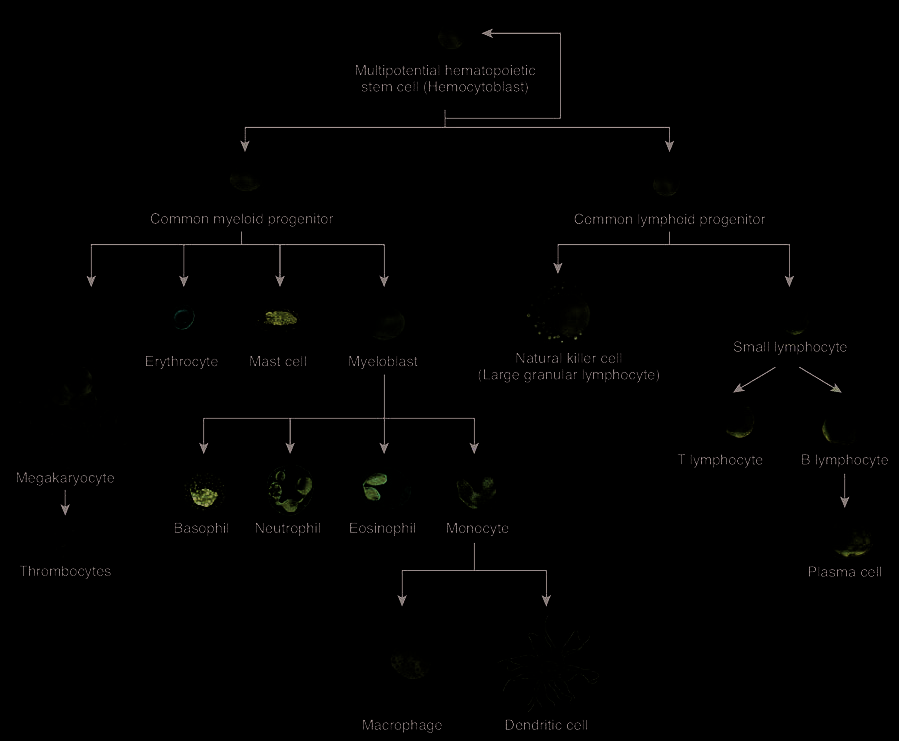 Multipotential hematopoietic
stem cell (Hemocytoblast)
Common myeloid progenitor
Common lymphoid progenitor
Erythrocyte
Mast cell
Myeloblast
Natural killer cell
(Large granular lymphocyte)
Small lymphocyte
T lymphocyte
B lymphocyte
Megakaryocyte
Basophil
Neutrophil
Eosinophil
Monocyte
Thrombocytes
Plasma cell
Macrophage
Dendritic cell